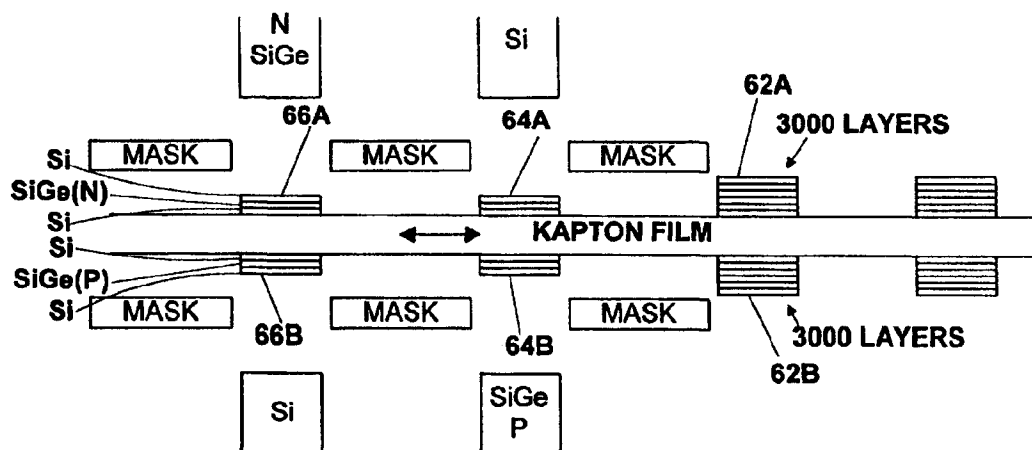 N
SiGe
Si
66A
64A
62A
3000 LAYERS
MASK
MASK
MASK
Si
SiGe(N)
Si
KAPTON FILM
Si
SiGe(P)
Si
MASK
MASK
MASK
66B
64B
3000 LAYERS
62B
Si
SiGe
P